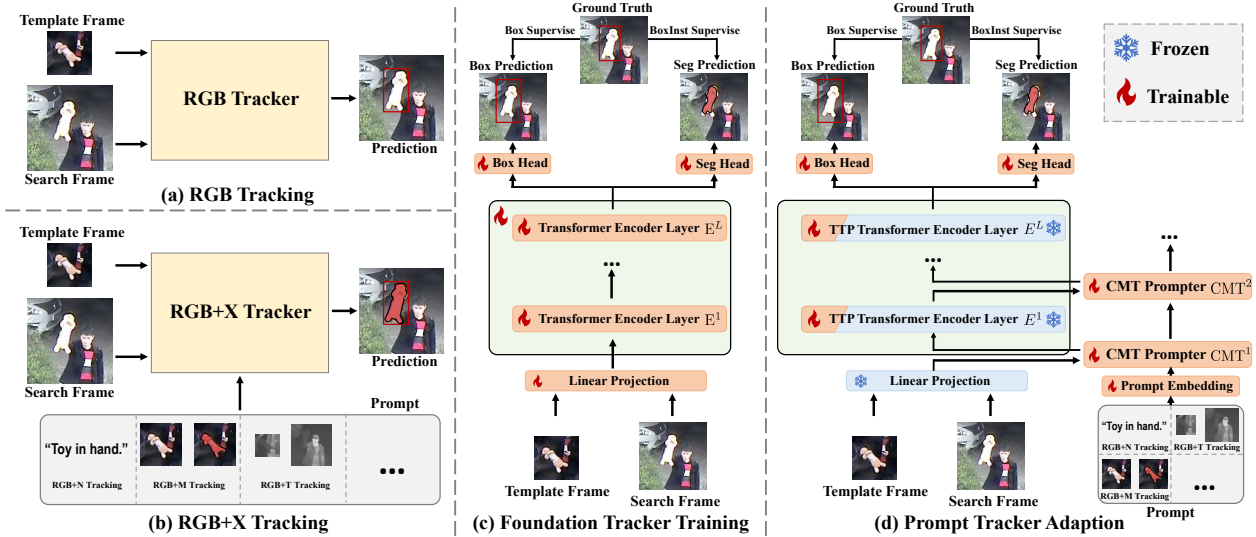 Template Frame
RGB Tracker
Search Frame
Prediction
(a) RGB Tracking
Template Frame
RGB+X Tracker
Search Frame
Prediction
Prompt
“Toy in hand.”
RGB+N Tracking
RGB+M Tracking
RGB+T Tracking
...
(b) RGB+X Tracking
Ground Truth
Box Supervise
BoxInst Supervise
Box Prediction
Seg Prediction
Box Head
Seg Head
Transformer Encoder Layer E^L
...
Transformer Encoder Layer E^1
Linear Projection
Template Frame
Search Frame
(c) Foundation Tracker Training
Ground Truth
Box Supervise
BoxInst Supervise
Box Prediction
Seg Prediction
Box Head
Seg Head
TTP Transformer Encoder Layer E^L
...
TTP Transformer Encoder Layer E^1
Linear Projection
Template Frame
Search Frame
...
CMT Prompter CMT^2
CMT Prompter CMT^1
Prompt Embedding
“Toy in hand.”
RGB+N Tracking
RGB+T Tracking
RGB+M Tracking
...
Prompt
(d) Prompt Tracker Adaption
Frozen
Trainable